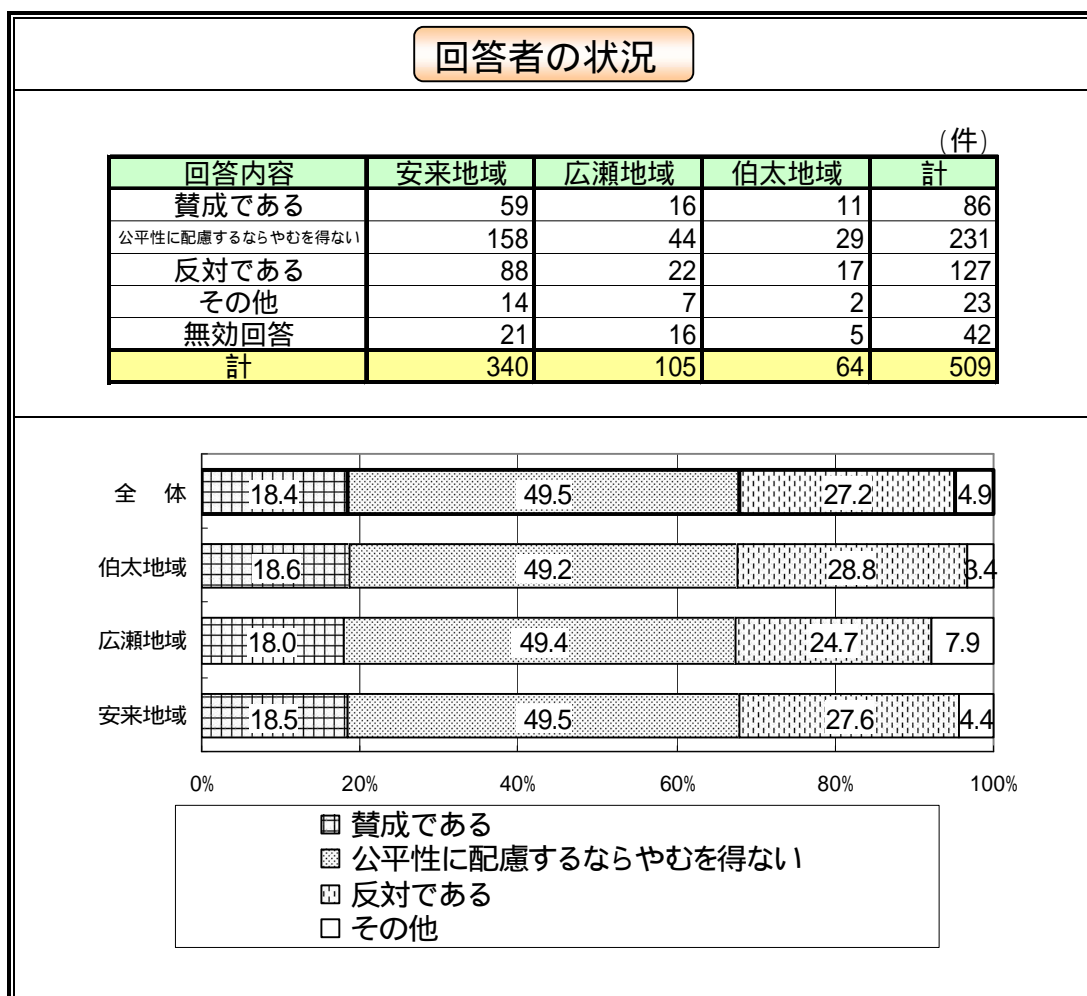 回答者の状況
(件)
回答内容 安来地域 広瀬地域 伯太地域 計
賛成である 59 16 11 86
公平性に配慮するならやむを得ない 158 44 29 231
反対である 88 22 17 127
その他 14 7 2 23
無効回答 21 16 5 42
計 340 105 64 509
全 体 18.4 49.5 27.2 4.9
伯太地域 18.6 49.2 28.8 3.4
広瀬地域 18.0 49.4 24.7 7.9
安来地域 18.5 49.5 27.6 4.4
0% 20% 40% 60% 80% 100%
賛成である
公平性に配慮するならやむを得ない
反対である
その他